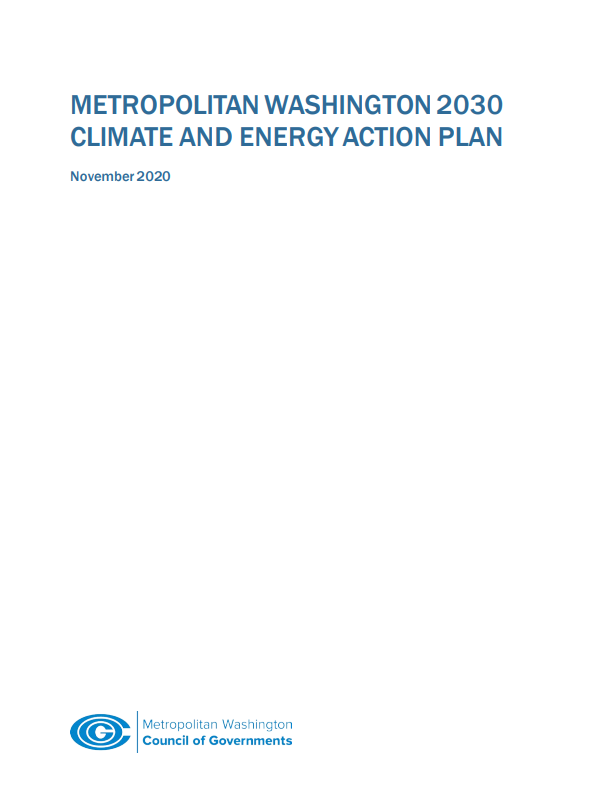 METROPOLITAN WASHINGTON 2030
CLIMATE AND ENERGY ACTION PLAN
November 2020
Metropolitan Washington
Council of Governments